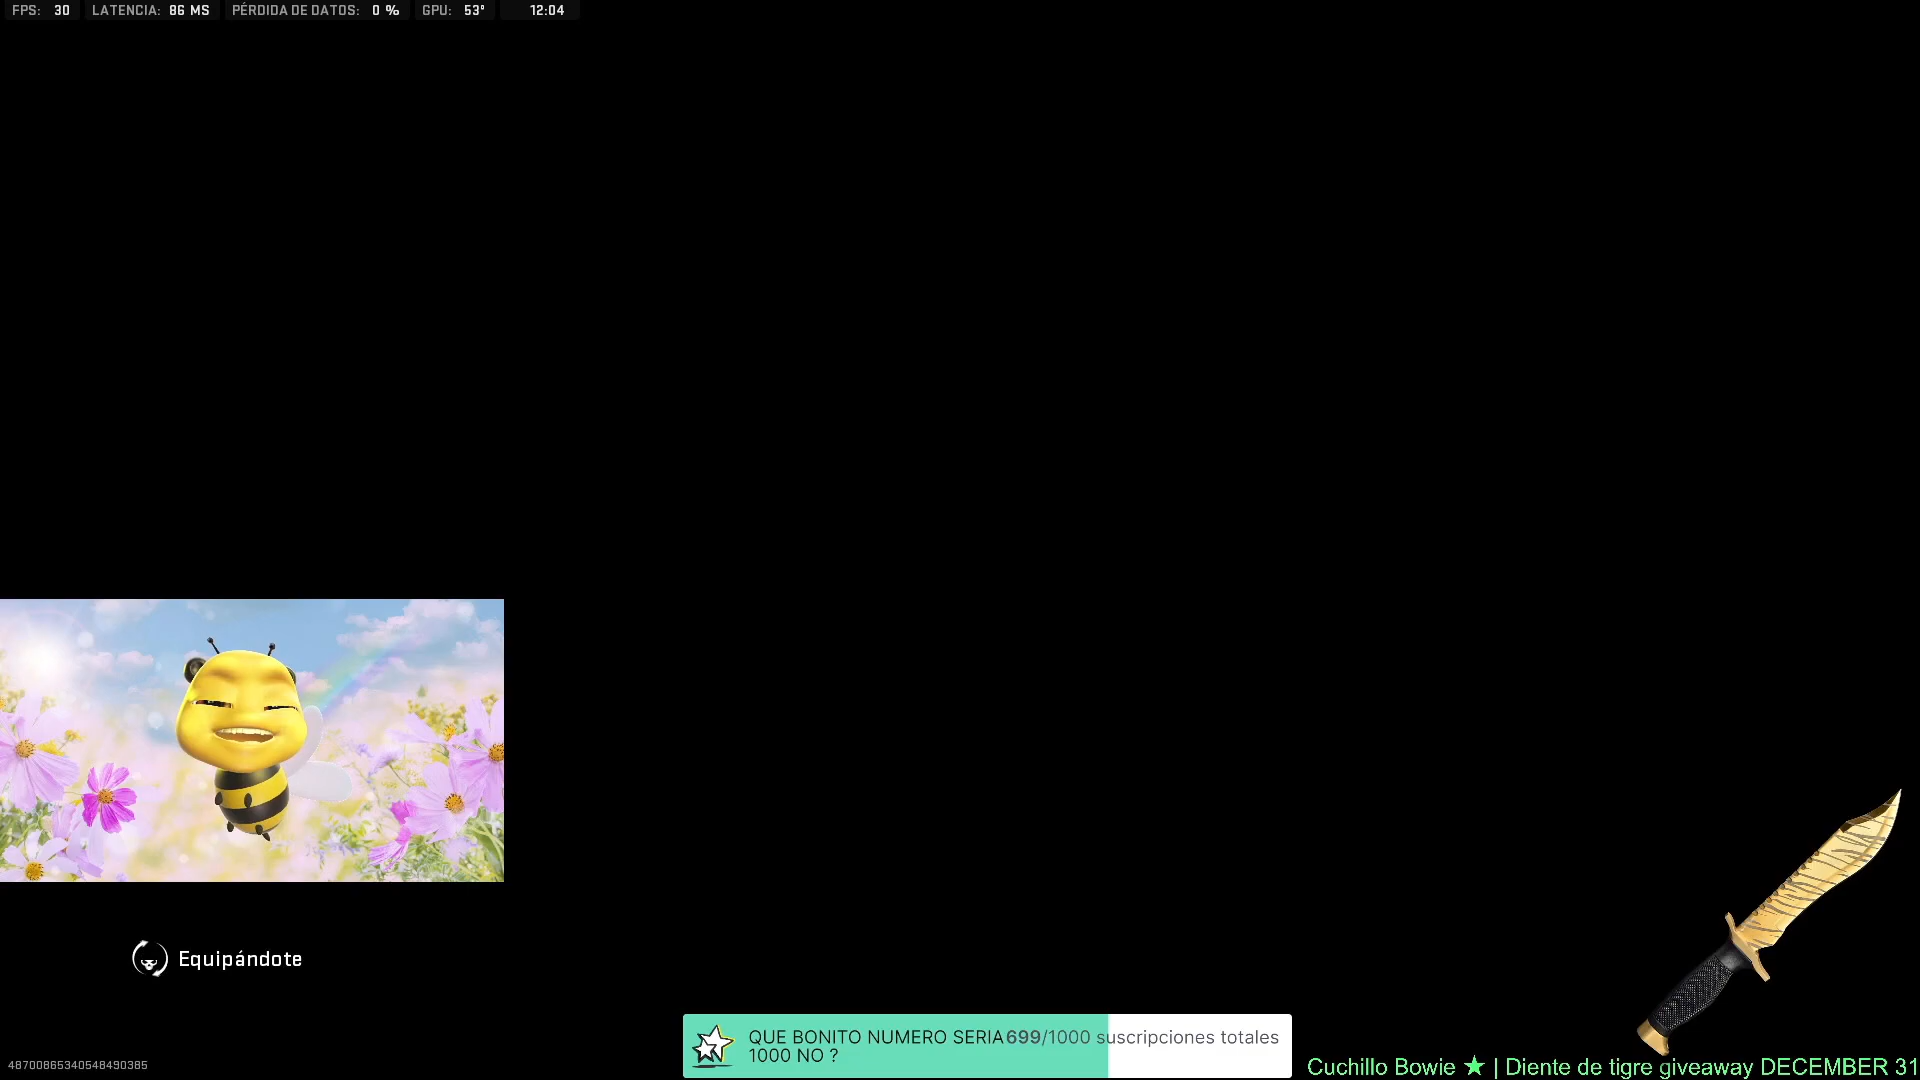 FPS: 30 LATENCIA: 86 MS PÉRDIDA DE DATOS: 0 % GPU: 53° 12:04
Equipándote
QUE BONITO NUMERO SERIA 699/1000 suscripciones totales
1000 NO ?
48700865340548490385
Cuchillo Bowie ★ | Diente de tigre giveaway DECEMBER 31